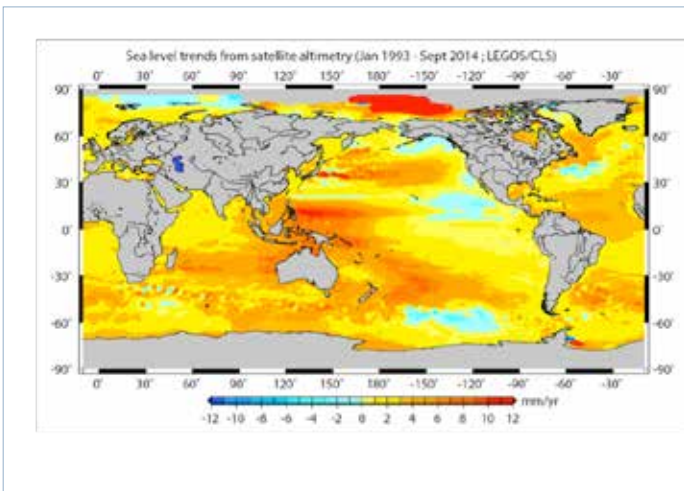 Sea level trends from satellite altimetry (Jan 1993 - Sept 2014 ; LEGOS/CLS)
0° 30° 60° 90° 120° 150° 180° -150° -120° -90° -60° -30°
90° 90°
60° 60°
30° 30°
0° 0°
-30° -30°
-60° -60°
-90° -90°
0° 30° 60° 90° 120° 150° 180° -150° -120° -90° -60° -30°
mm/yr
-12 -10 -8 -6 -4 -2 0 2 4 6 8 10 12